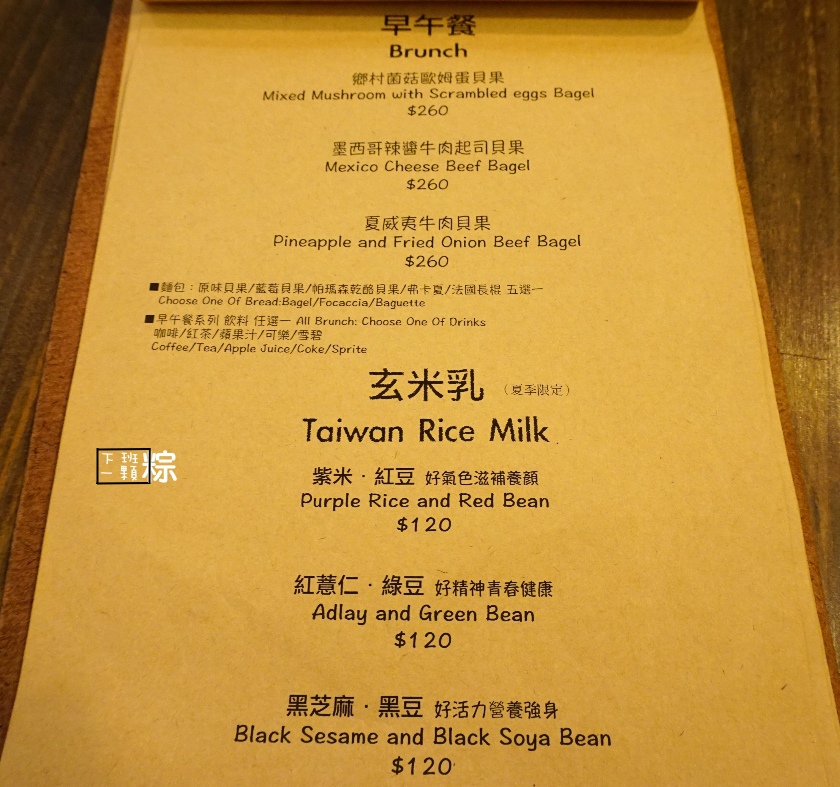 早午餐
Brunch
鄉村菌菇歐姆蛋貝果
Mixed Mushroom with Scrambled eggs Bagel
$260
墨西哥辣醬牛肉起司貝果
Mexico Cheese Beef Bagel
$260
夏威夷牛肉貝果
Pineapple and Fried Onion Beef Bagel
$260
■麵包：原味貝果/藍莓貝果/帕瑪森乾酪貝果/弗卡夏/法國長棍 五選一
Choose One Of Bread:Bagel/Focaccia/Baguette
■早午餐系列 飲料 任選一 All Brunch: Choose One Of Drinks
咖啡/紅茶/蘋果汁/可樂/雪碧
Coffee/Tea/Apple Juice/Coke/Sprite
玄米乳 （夏季限定）
Taiwan Rice Milk
下班一顆粽
紫米．紅豆 好氣色滋補養顏
Purple Rice and Red Bean
$120
紅薏仁．綠豆 好精神青春健康
Adlay and Green Bean
$120
黑芝麻．黑豆 好活力營養強身
Black Sesame and Black Soya Bean
$120